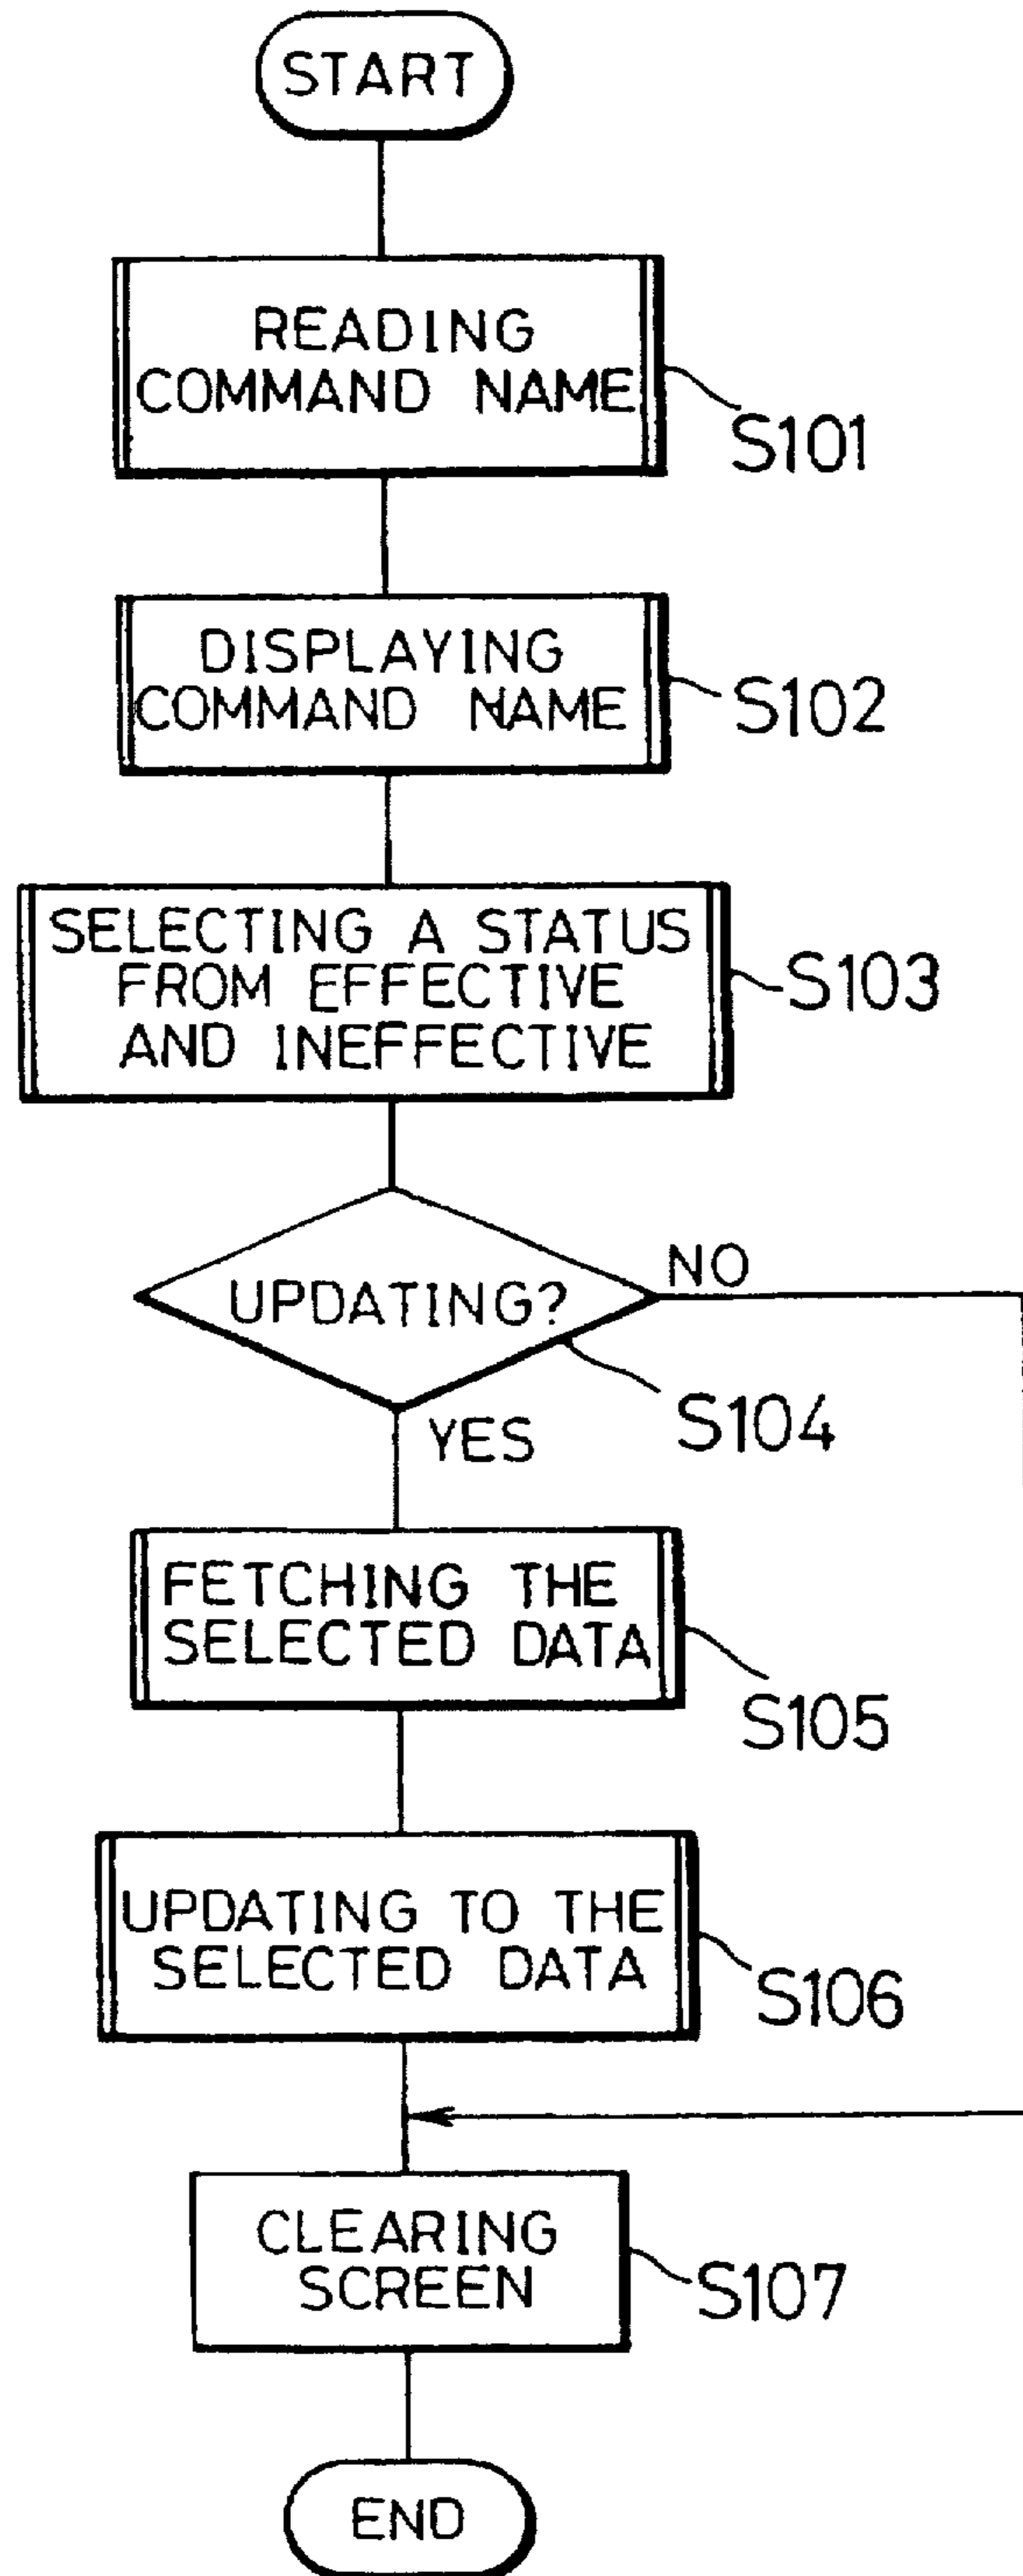 START
READING
COMMAND NAME
S101
DISPLAYING
COMMAND NAME
S102
SELECTING A STATUS
FROM EFFECTIVE
AND INEFFECTIVE
S103
UPDATING?
NO
S104
YES
FETCHING THE
SELECTED DATA
S105
UPDATING TO THE
SELECTED DATA
S106
CLEARING
SCREEN
S107
END